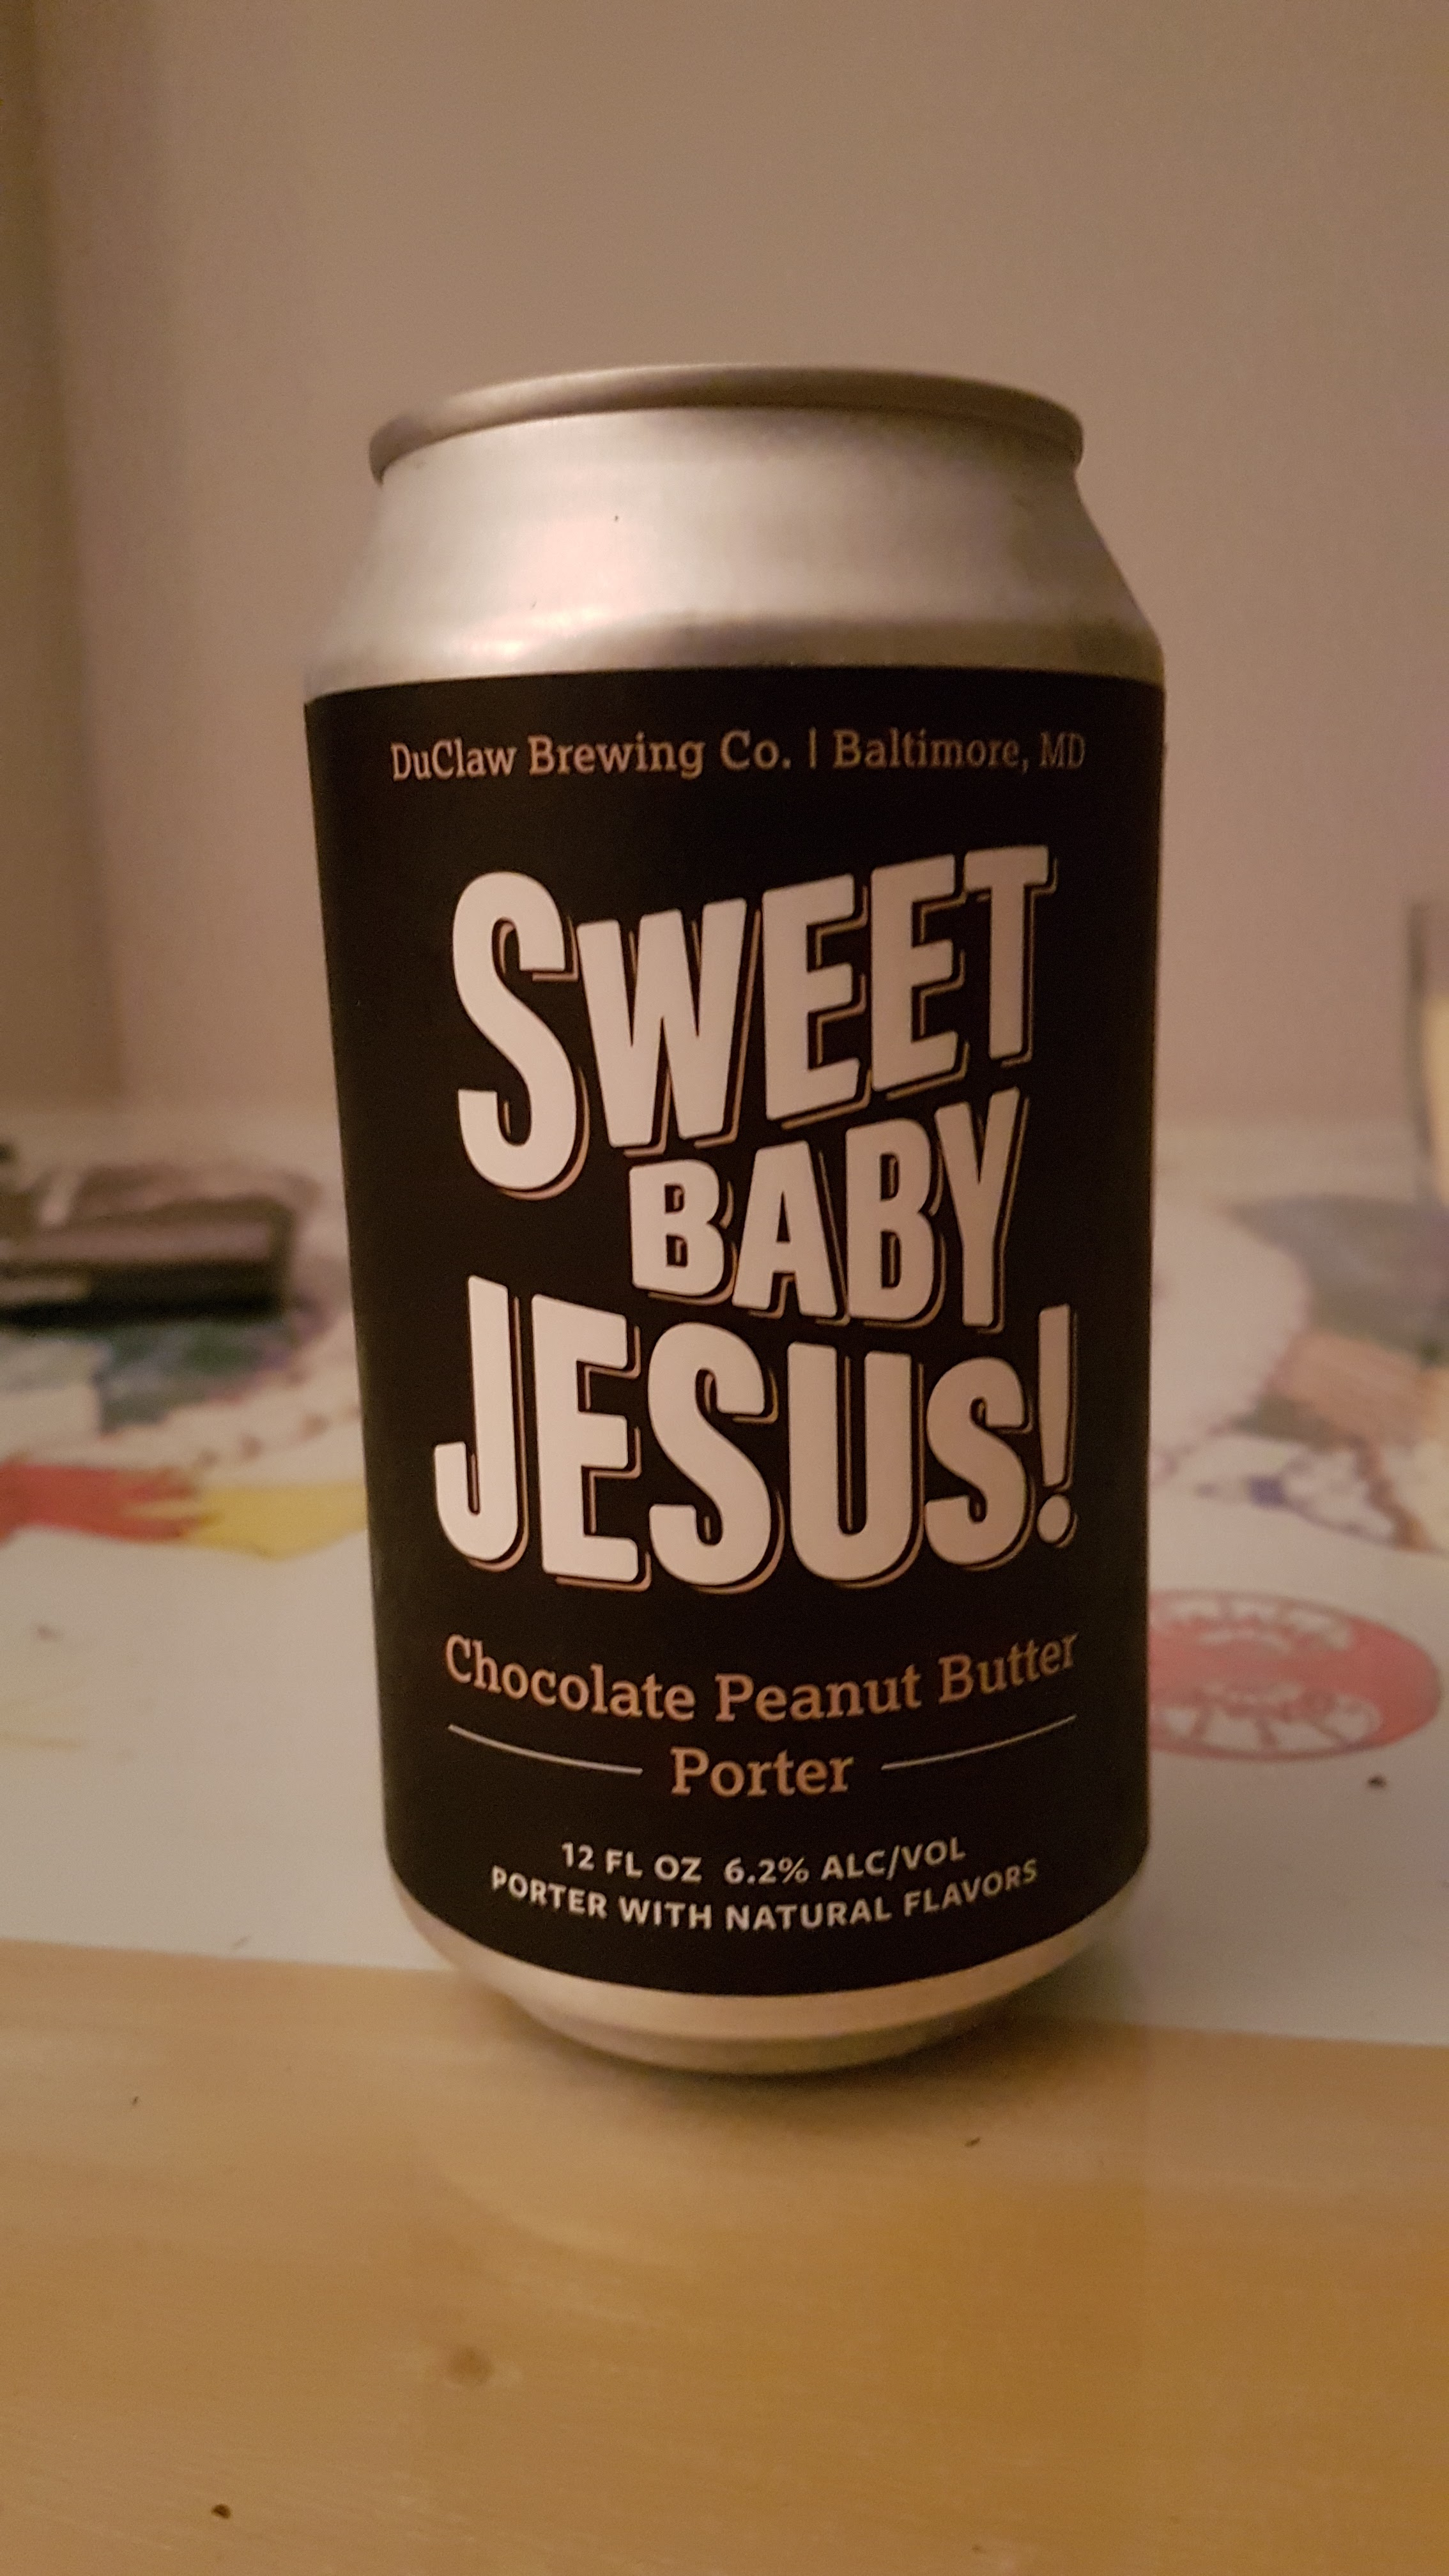 DuClaw Brewing Co. | Baltimore, MD
SWEET
BABY
JESUS!
Chocolate Peanut Butter
Porter
12 FL OZ 6.2% ALC/VOL
PORTER WITH NATURAL FLAVORS